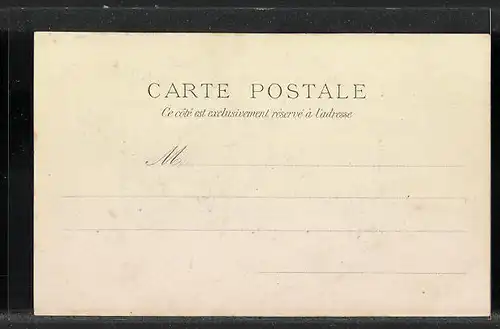 CARTE POSTALE
Ce côté est exclusivement réservé à l'adresse
M